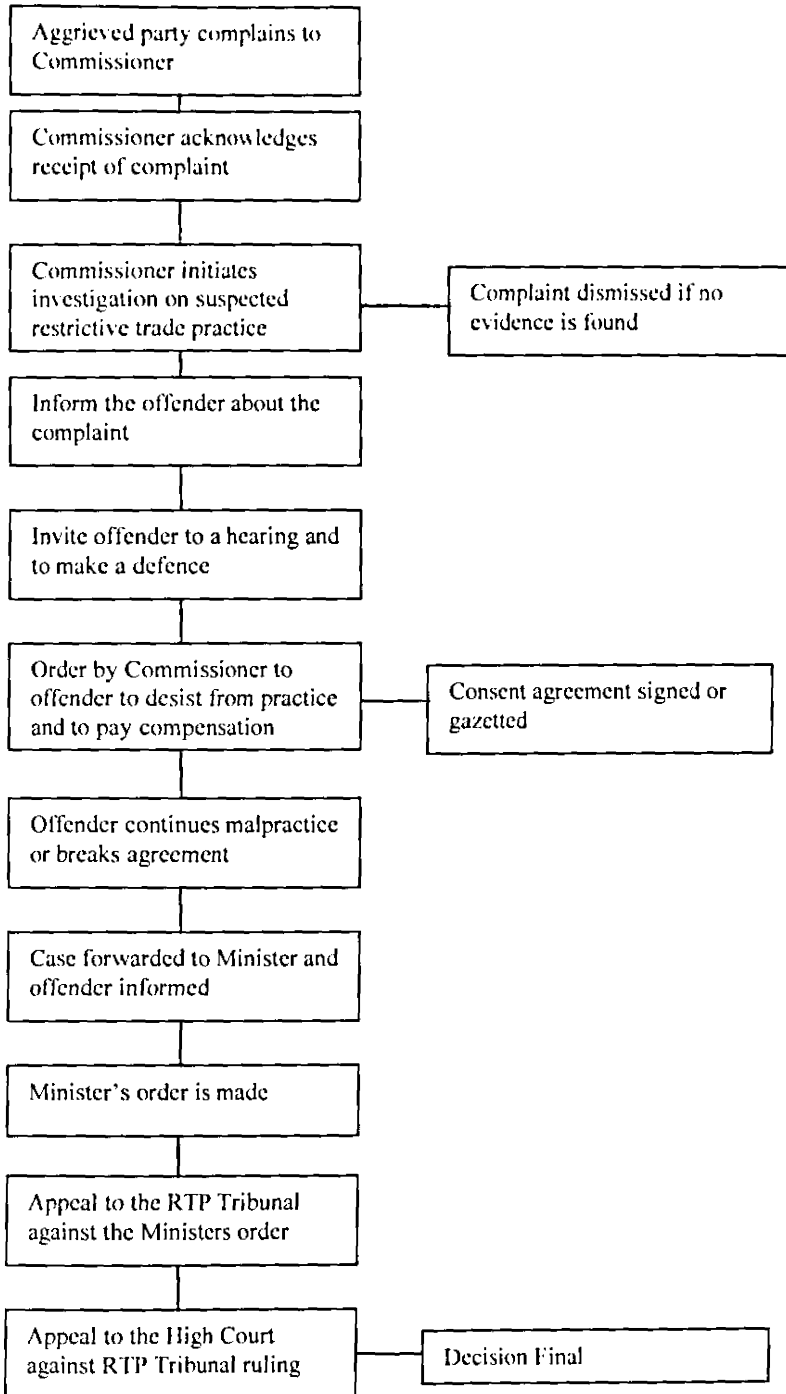 Aggrieved party complains to
Commissioner
Commissioner acknowledges
receipt of complaint
Commissioner initiates
investigation on suspected
restrictive trade practice
Complaint dismissed if no
evidence is found
Inform the offender about the
complaint
Invite offender to a hearing and
to make a defence
Order by Commissioner to
offender to desist from practice
and to pay compensation
Consent agreement signed or
gazetted
Offender continues malpractice
or breaks agreement
Case forwarded to Minister and
offender informed
Minister's order is made
Appeal to the RTP Tribunal
against the Ministers order
Appeal to the High Court
against RTP Tribunal ruling
Decision Final